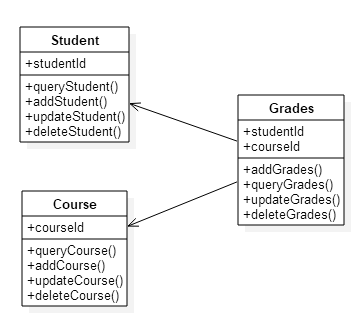 Student
+studentId
+queryStudent()
+addStudent()
+updateStudent()
+deleteStudent()
Grades
+studentId
+courseId
+addGrades()
+queryGrades()
+updateGrades()
+deleteGrades()
Course
+courseId
+queryCourse()
+addCourse()
+updateCourse()
+deleteCourse()